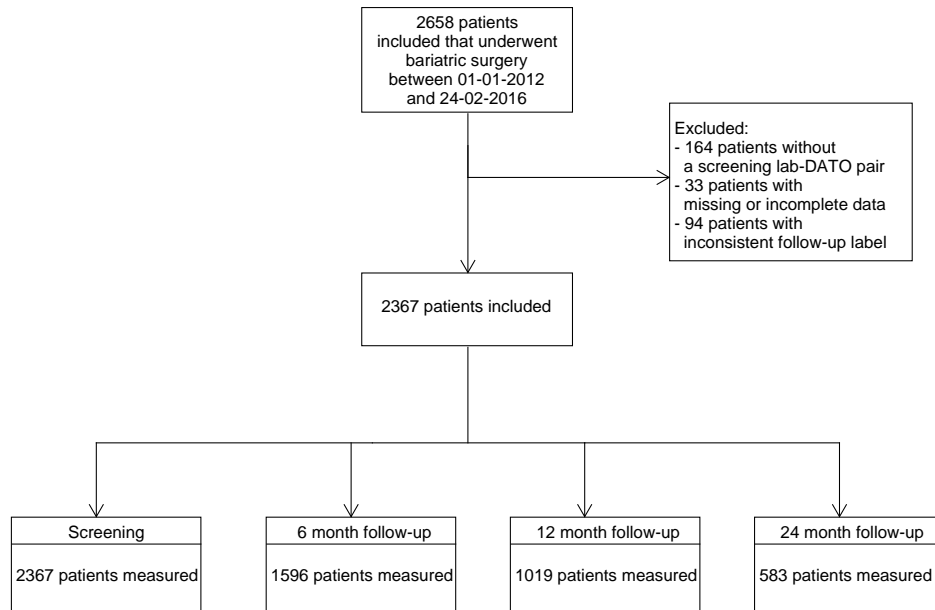 2658 patients
included that underwent
bariatric surgery
between 01-01-2012
and 24-02-2016
Excluded:
- 164 patients without
a screening lab-DATO pair
- 33 patients with
missing or incomplete data
- 94 patients with
inconsistent follow-up label
2367 patients included
Screening
2367 patients measured
6 month follow-up
1596 patients measured
12 month follow-up
1019 patients measured
24 month follow-up
583 patients measured